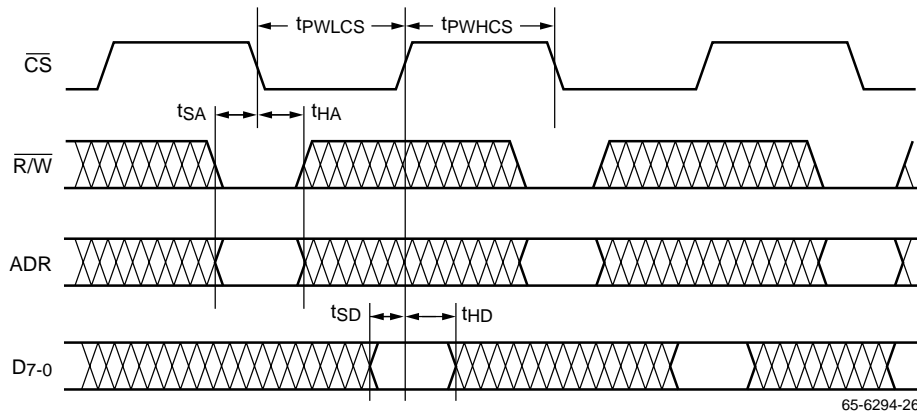 tPWLCS tPWHCS
CS
tSA tHA
R/W
ADR
tSD tHD
D7-0
65-6294-26